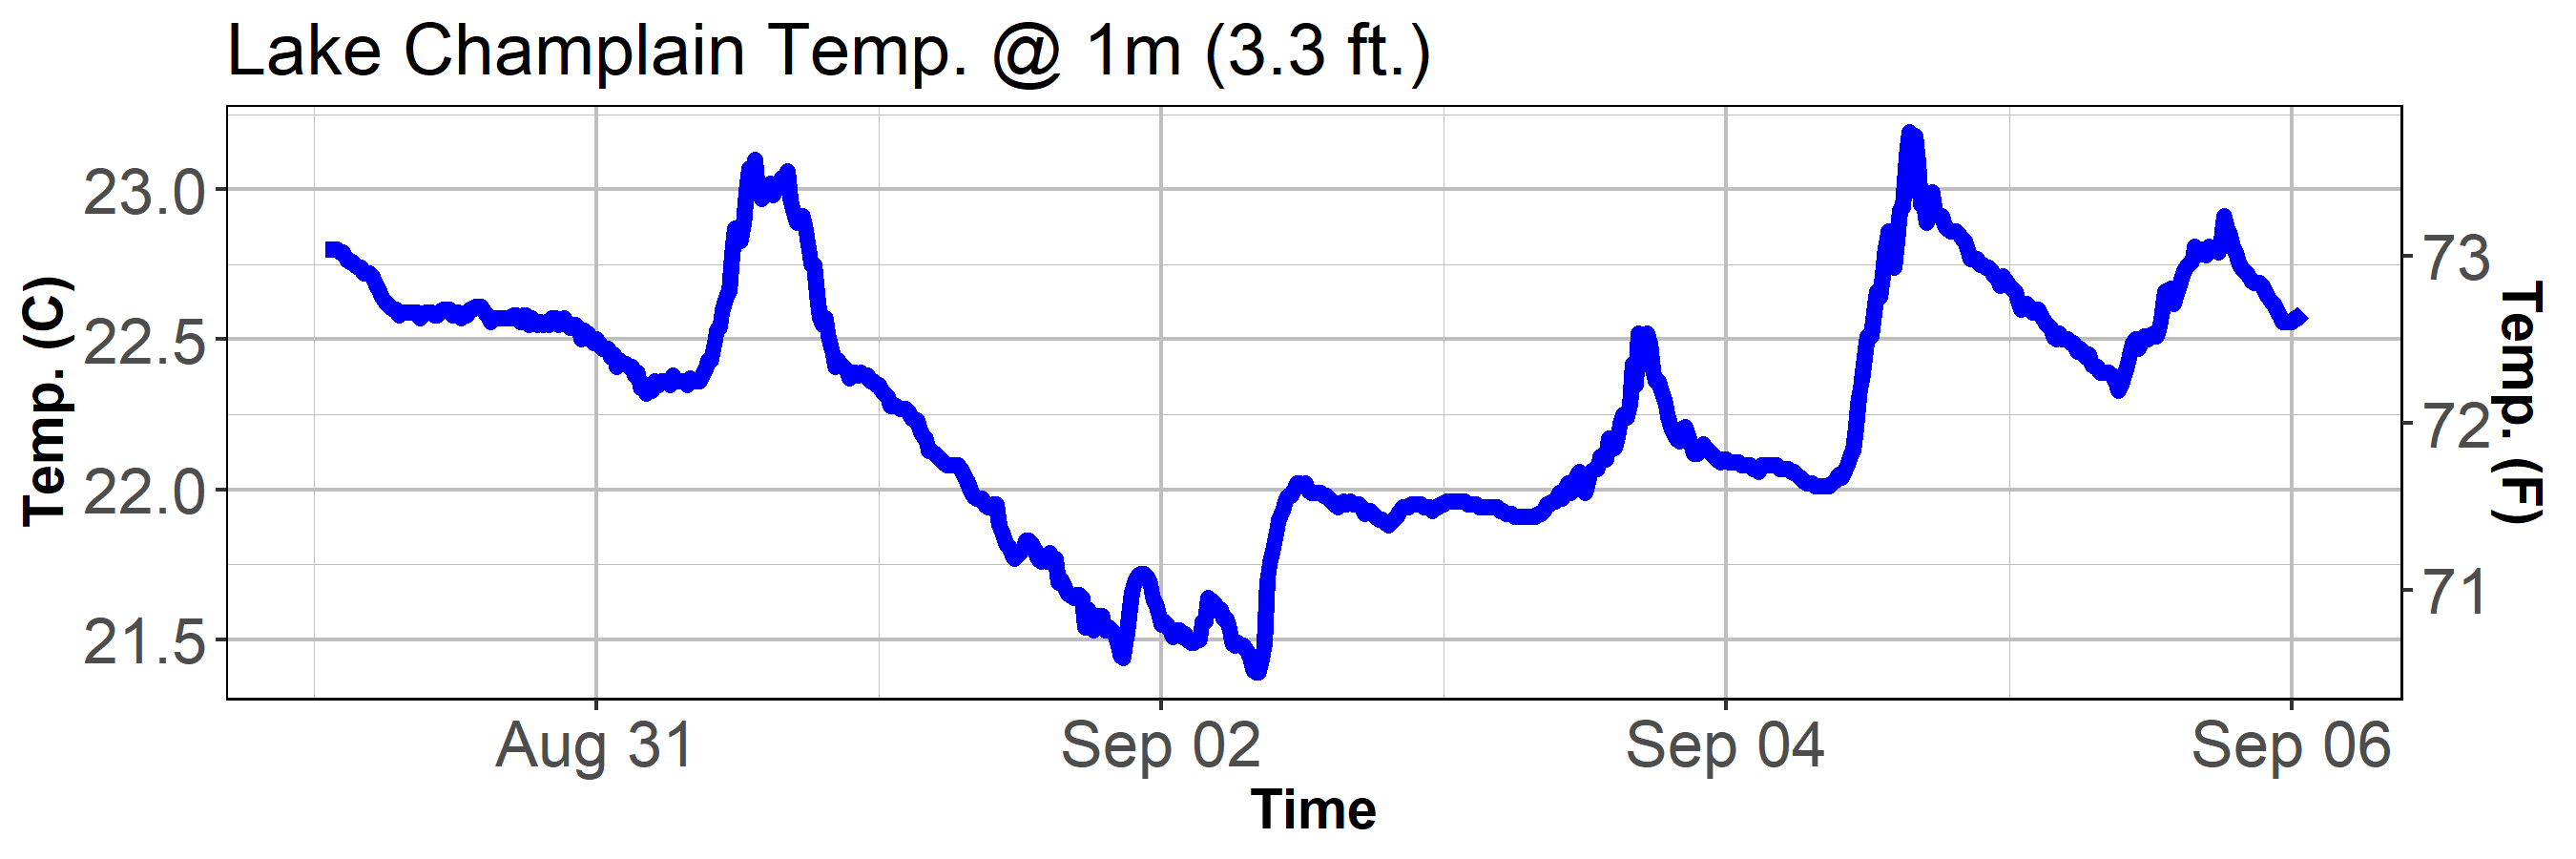 Lake Champlain Temp. @ 1m (3.3 ft.)
Temp. (C)
23.0
22.5
22.0
21.5
73
72
71
Temp. (F)
Aug 31
Sep 02
Sep 04
Sep 06
Time